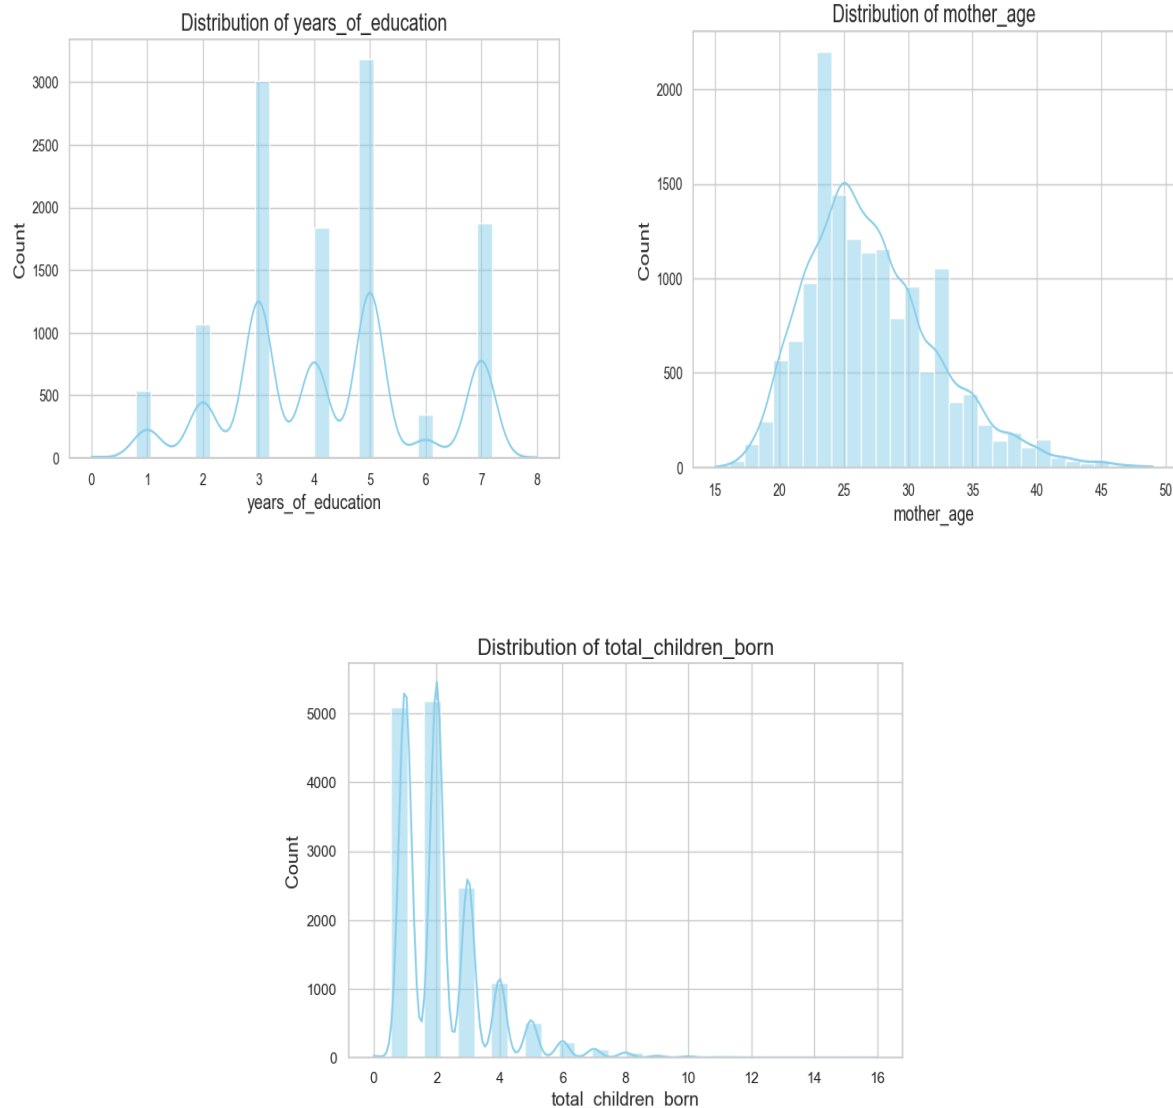 Distribution of years_of_education
3000
2500
2000
1500
1000
500
0
Count
0 1 2 3 4 5 6 7 8
years_of_education
Distribution of mother_age
2000
1500
1000
500
0
Count
15 20 25 30 35 40 45 50
mother_age
Distribution of total_children_born
5000
4000
3000
2000
1000
0
Count
0 2 4 6 8 10 12 14 16
total_children_born